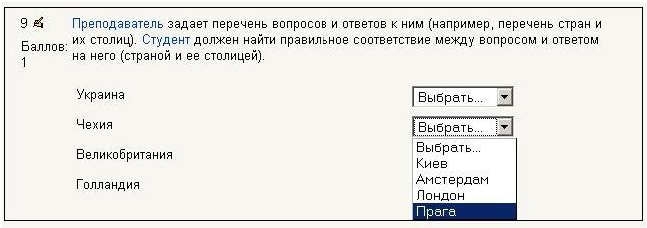 9 Преподаватель задает перечень вопросов и ответов к ним (например, перечень стран и
Баллов: их столиц). Студент должен найти правильное соответствие между вопросом и ответом
1 на него (страной и ее столицей).
Украина Выбрать...
Чехия Выбрать...
Выбрать...
Великобритания Киев
Амстердам
Голландия Лондон
Прага